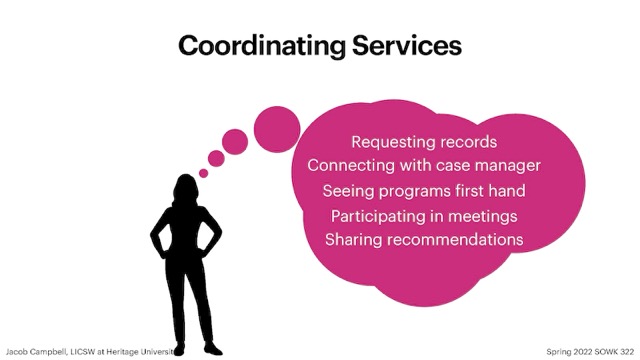 Coordinating Services
Requesting records
Connecting with case manager
Seeing programs first hand
Participating in meetings
Sharing recommendations
Jacob Campbell, LICSW at Heritage Universit
Spring 2022 SOWK 322